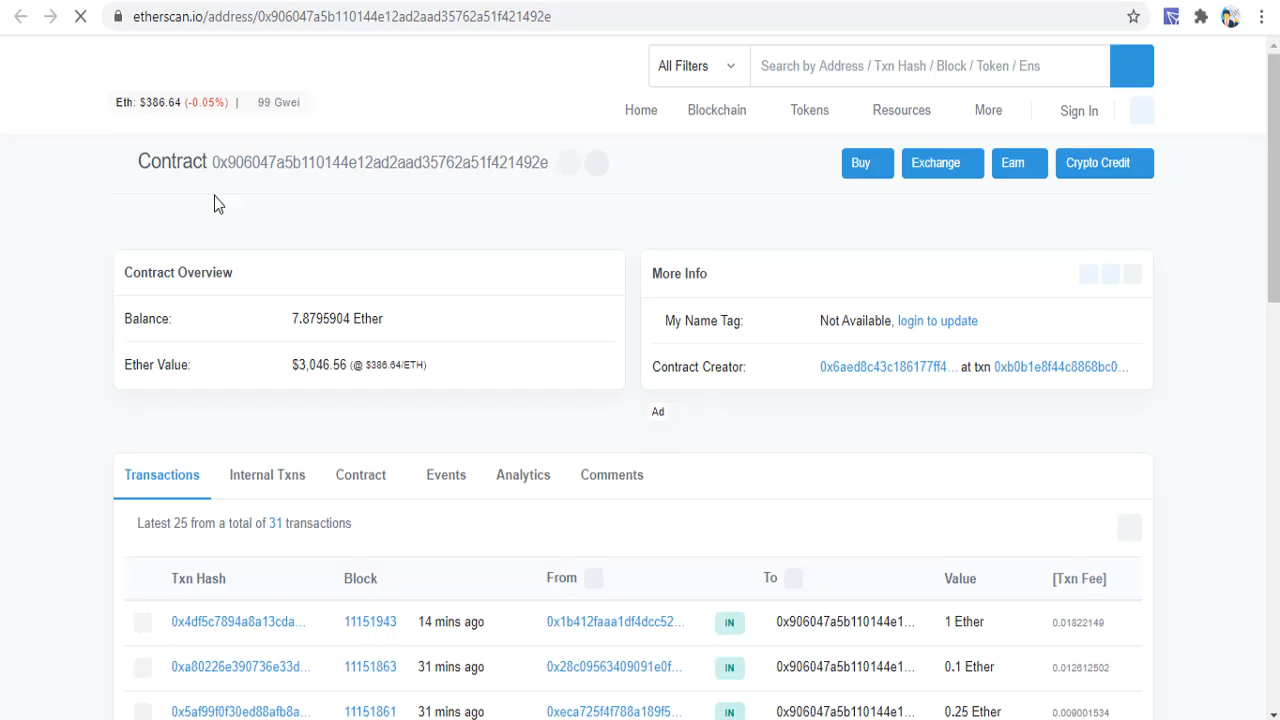 etherscan.io/address/0x906047a5b110144e12ad2aad35762a51f421492e
All Filters Search by Address / Txn Hash / Block / Token / Ens
Eth: $386.64 (-0.05%) | 99 Gwei
Home Blockchain Tokens Resources More Sign In
Contract 0x906047a5b110144e12ad2aad35762a51f421492e Buy Exchange Earn Crypto Credit
Contract Overview
Balance: 7.8795904 Ether
Ether Value: $3,046.56 (@ $386.64/ETH)
More Info
My Name Tag: Not Available, login to update
Contract Creator: 0x6aed8c43c186177ff4... at txn 0xb0b1e8f44c8868bc0...
Ad
Transactions Internal Txns Contract Events Analytics Comments
Latest 25 from a total of 31 transactions
Txn Hash Block From To Value [Txn Fee]
0x4df5c7894a8a13cda... 11151943 14 mins ago 0x1b412faaa1df4dcc52... IN 0x906047a5b110144e1... 1 Ether 0.01822149
0xa80226e390736e33d... 11151863 31 mins ago 0x28c09563409091e0f... IN 0x906047a5b110144e1... 0.1 Ether 0.012612502
0x5af99f0f30ed88afb8a... 11151861 31 mins ago 0xeca725f4f788a189f5... IN 0x906047a5b110144e1... 0.25 Ether 0.009001534